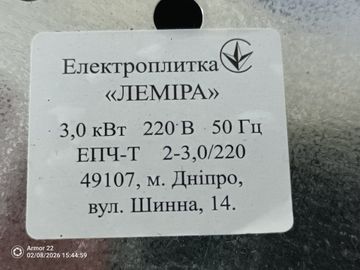 Електроплитка
«ЛЕМІРА»
3,0 кВт 220 В 50 Гц
ЕПЧ-Т 2-3,0/220
49107, м. Дніпро,
вул. Шинна, 14.
Armor 22
02/08/2026 15:44:59